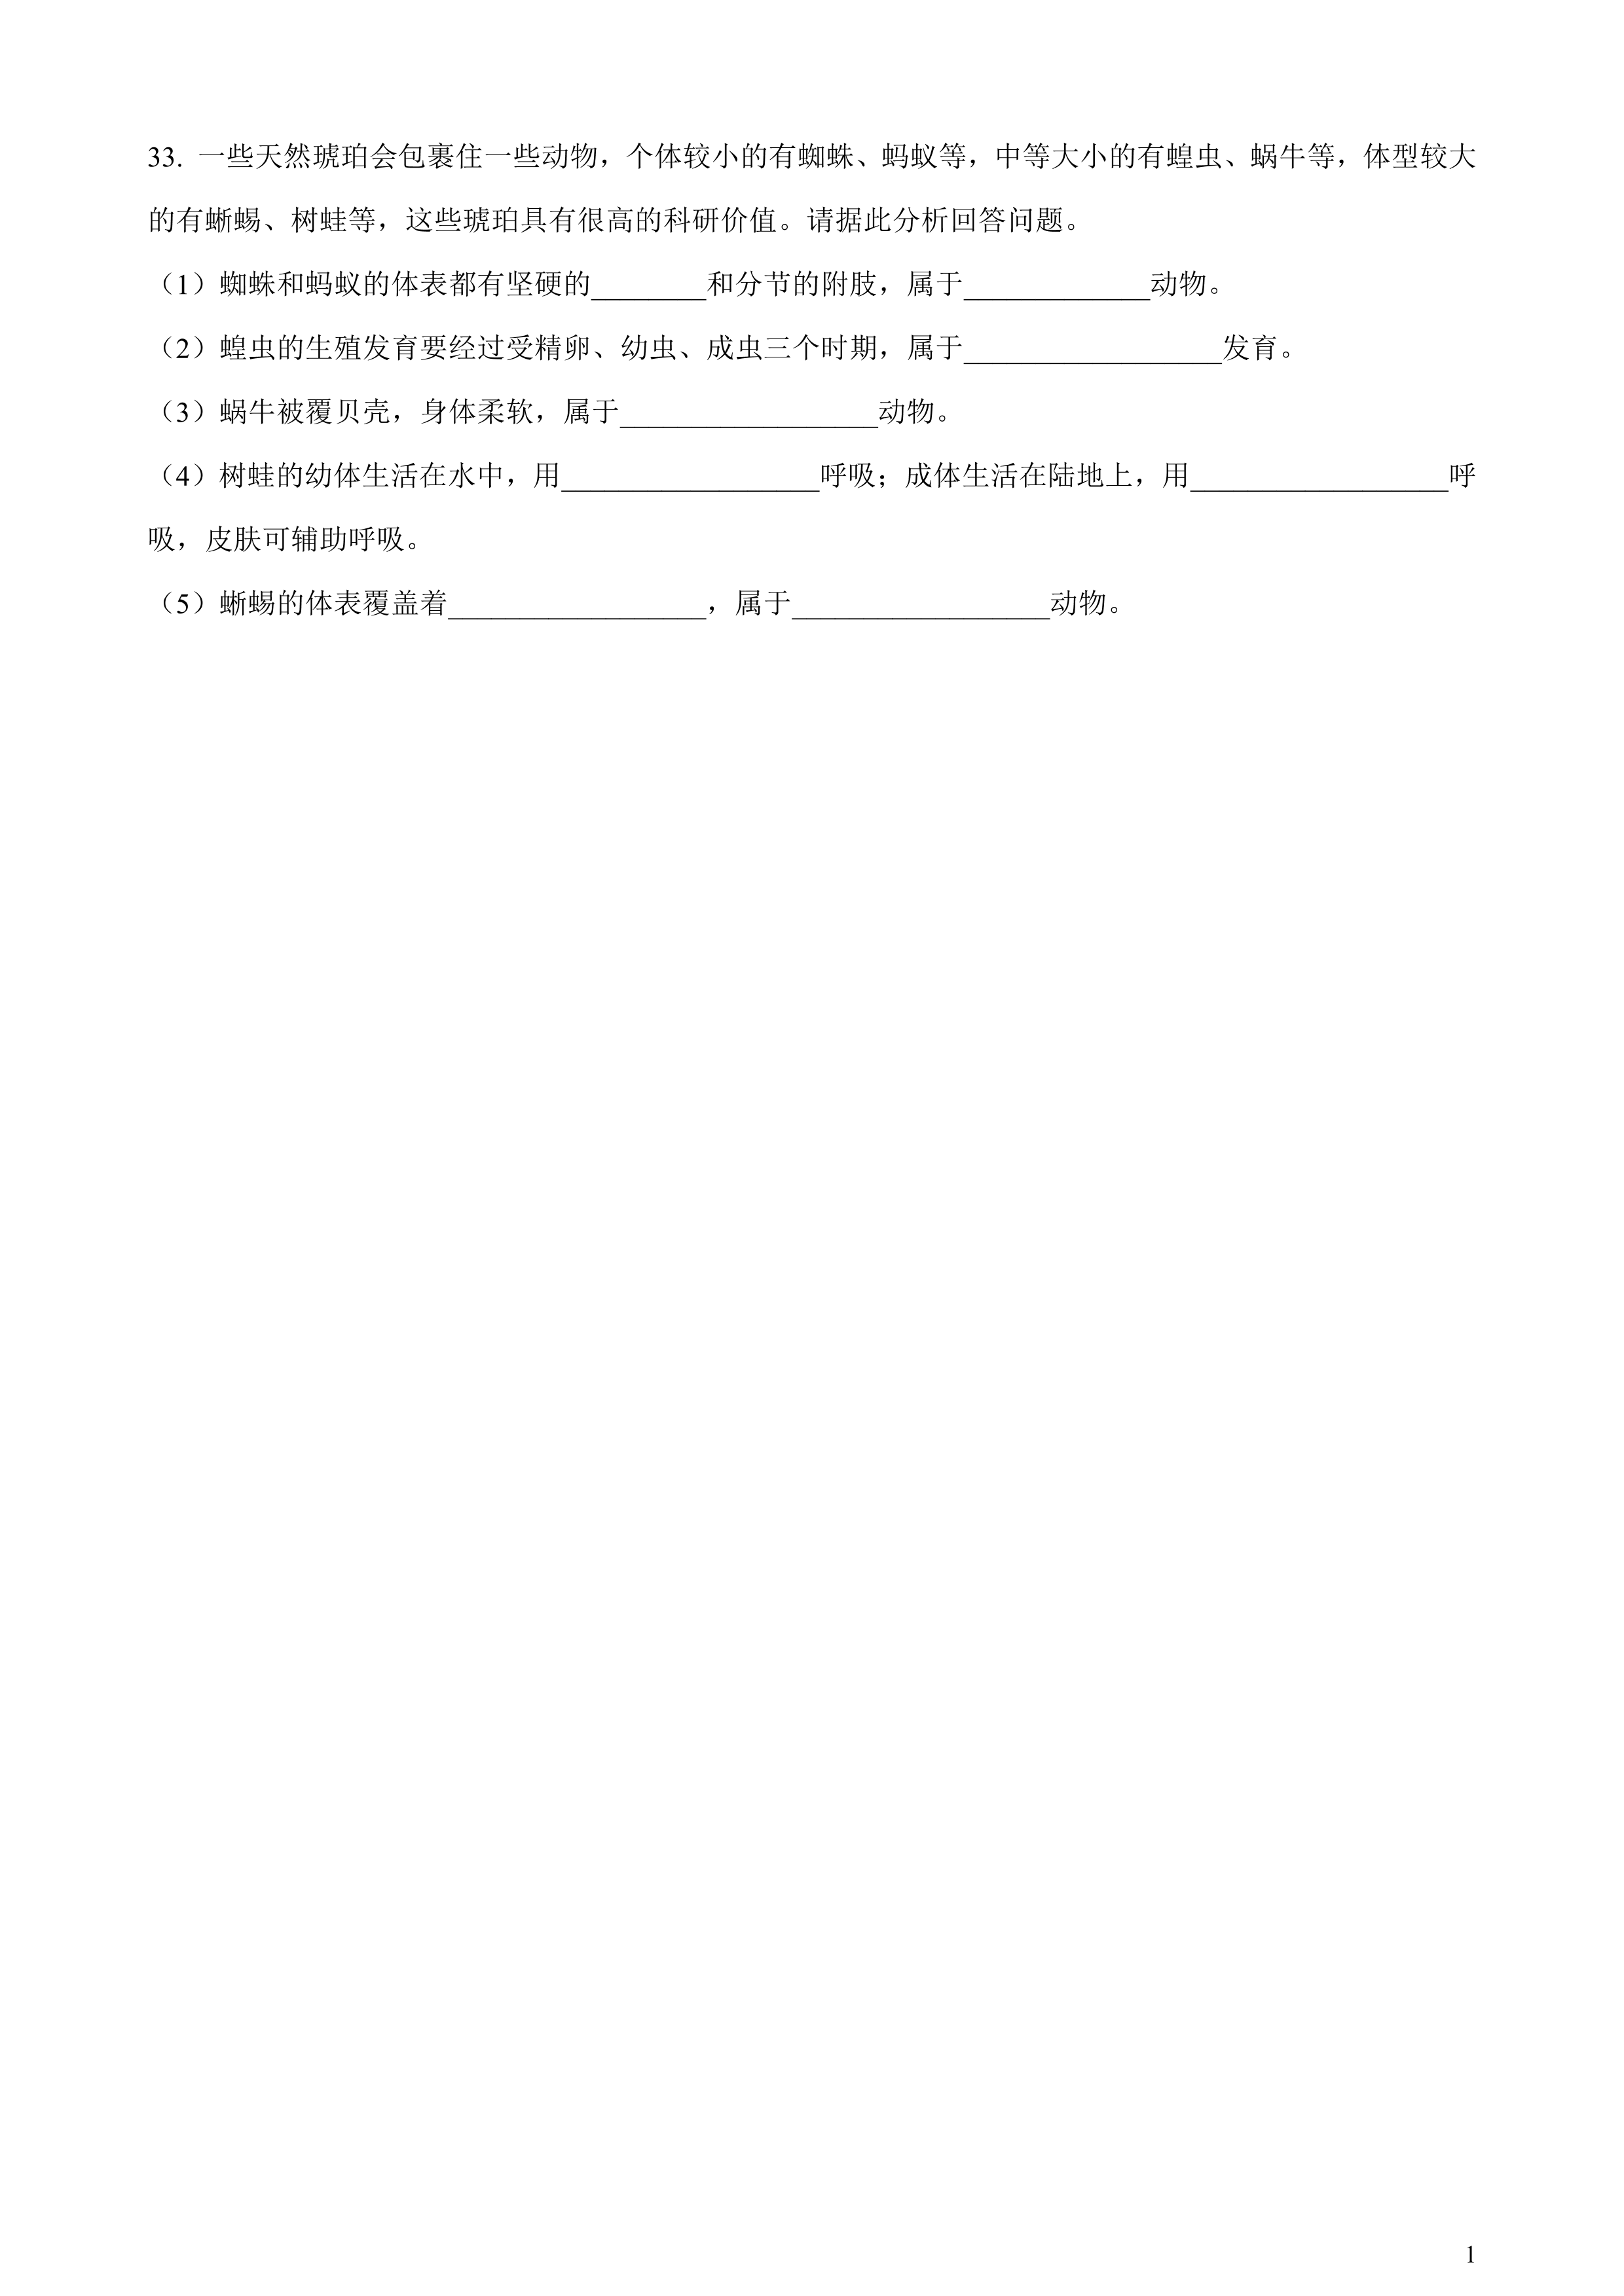 33. 一些天然琥珀会包裹住一些动物，个体较小的有蜘蛛、蚂蚁等，中等大小的有蝗虫、蜗牛等，体型较大
的有蜥蜴、树蛙等，这些琥珀具有很高的科研价值。请据此分析回答问题。
（1）蜘蛛和蚂蚁的体表都有坚硬的________和分节的附肢，属于_____________动物。
（2）蝗虫的生殖发育要经过受精卵、幼虫、成虫三个时期，属于__________________发育。
（3）蜗牛被覆贝壳，身体柔软，属于__________________动物。
（4）树蛙的幼体生活在水中，用__________________呼吸；成体生活在陆地上，用__________________呼
吸，皮肤可辅助呼吸。
（5）蜥蜴的体表覆盖着__________________，属于__________________动物。
1